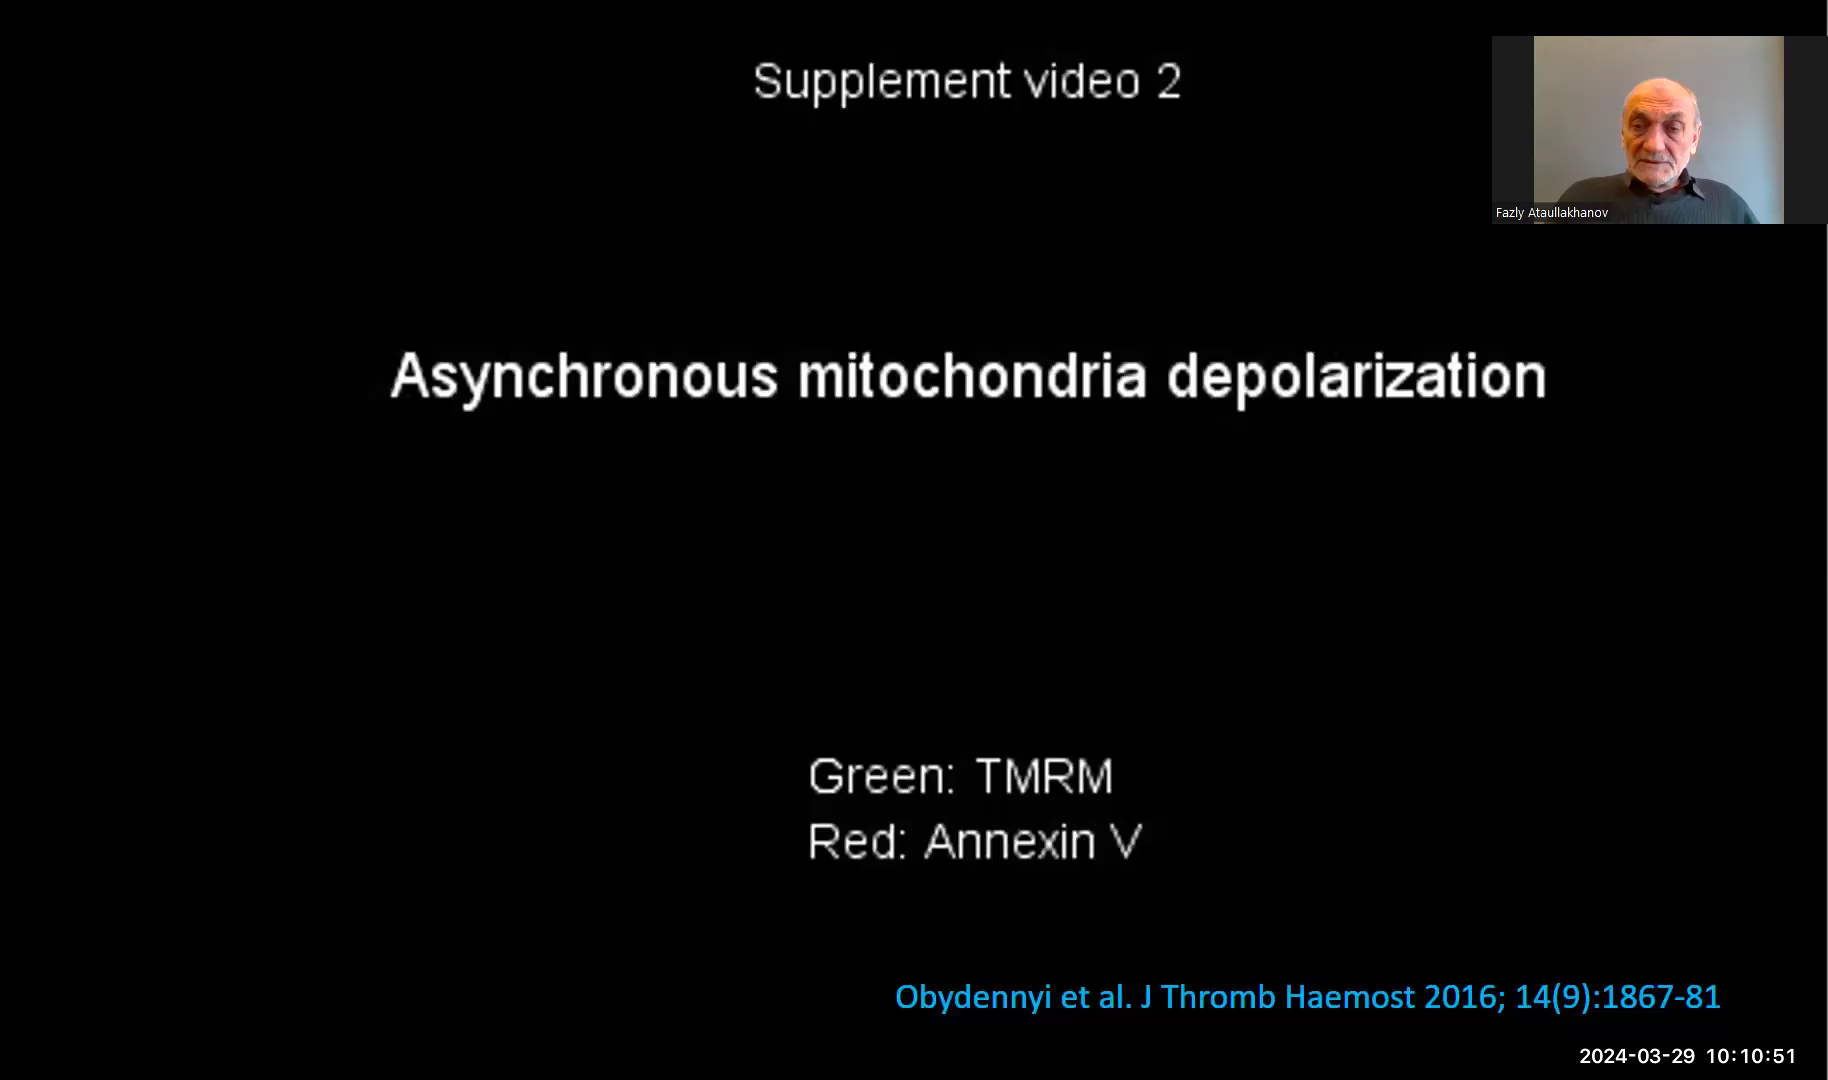 Supplement video 2
Fazly Ataullakhanov
Asynchronous mitochondria depolarization
Green: TMRM
Red: Annexin V
Obydennyi et al. J Thromb Haemost 2016; 14(9):1867-81
2024-03-29 10:10:51